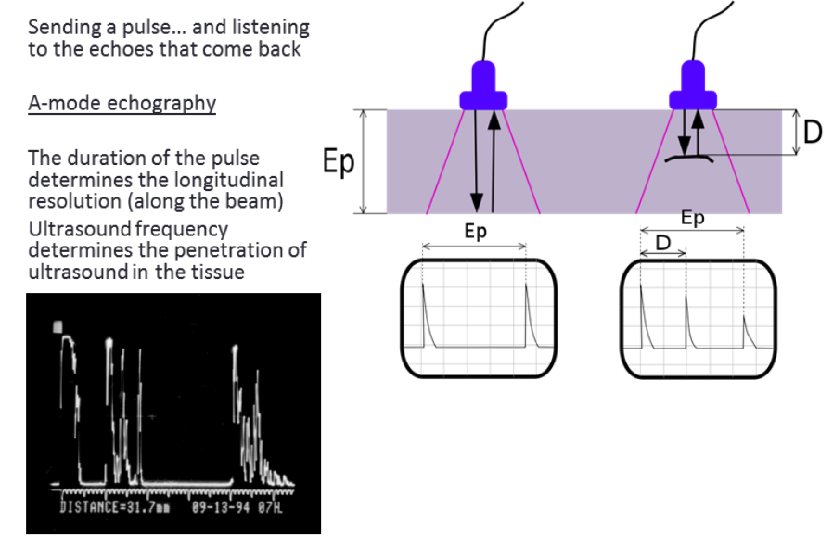 Sending a pulse... and listening
to the echoes that come back
A-mode echography
The duration of the pulse
determines the longitudinal
resolution (along the beam)
Ultrasound frequency
determines the penetration of
ultrasound in the tissue
Ep
D
Ep
Ep
D
DISTANCE=31.7mm 09-13-94 07H